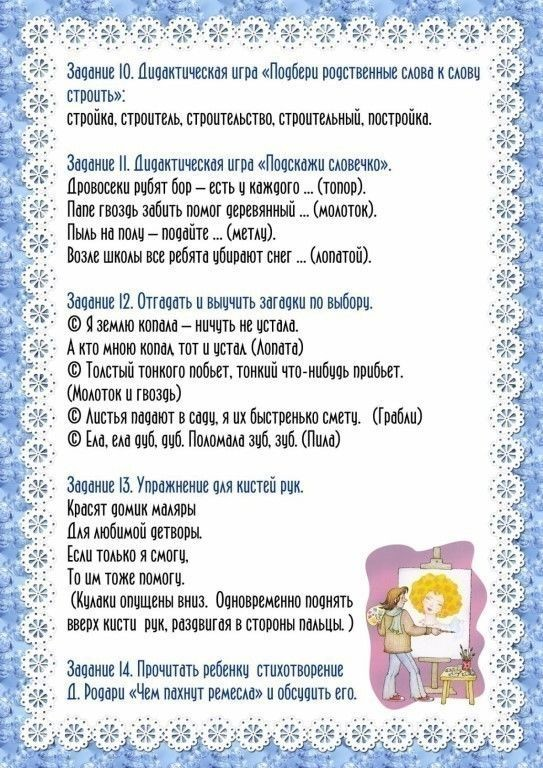 Задание 10. Дидактическая игра «Подбери родственные слова к слову
строить»:
стройка, строитель, строительство, строительный, постройка.
Задание 11. Дидактическая игра «Подскажи словечко».
Дровосеки рубят бор – есть у каждого ... (топор).
Папе гвоздь забить помог деревянный ... (молоток).
Пыль на полу – подайте ... (метлу).
Возле школы все ребята убирают снег ... (лопатой).
Задание 12. Отгадать и выучить загадки по выбору.
© Я землю копала – ничуть не устала.
А кто мною копал, тот и устал (Лопата)
© Толстый тонкого побьет, тонкий что-нибудь прибьет.
(Молоток и гвоздь)
© Листья падают в саду, я их быстренько смету. (Грабли)
© Ела, ела дуб, дуб. Поломала зуб, зуб. (Пила)
Задание 13. Упражнение для кистей рук.
Красят домик маляры
Для любимой детворы.
Если только я смогу,
То им тоже помогу.
(Кулаки опущены вниз. Одновременно поднять
вверх кисти рук, раздвигая в стороны пальцы. )
Задание 14. Прочитать ребенку стихотворение
Д. Родари «Чем пахнут ремесла» и обсудить его.